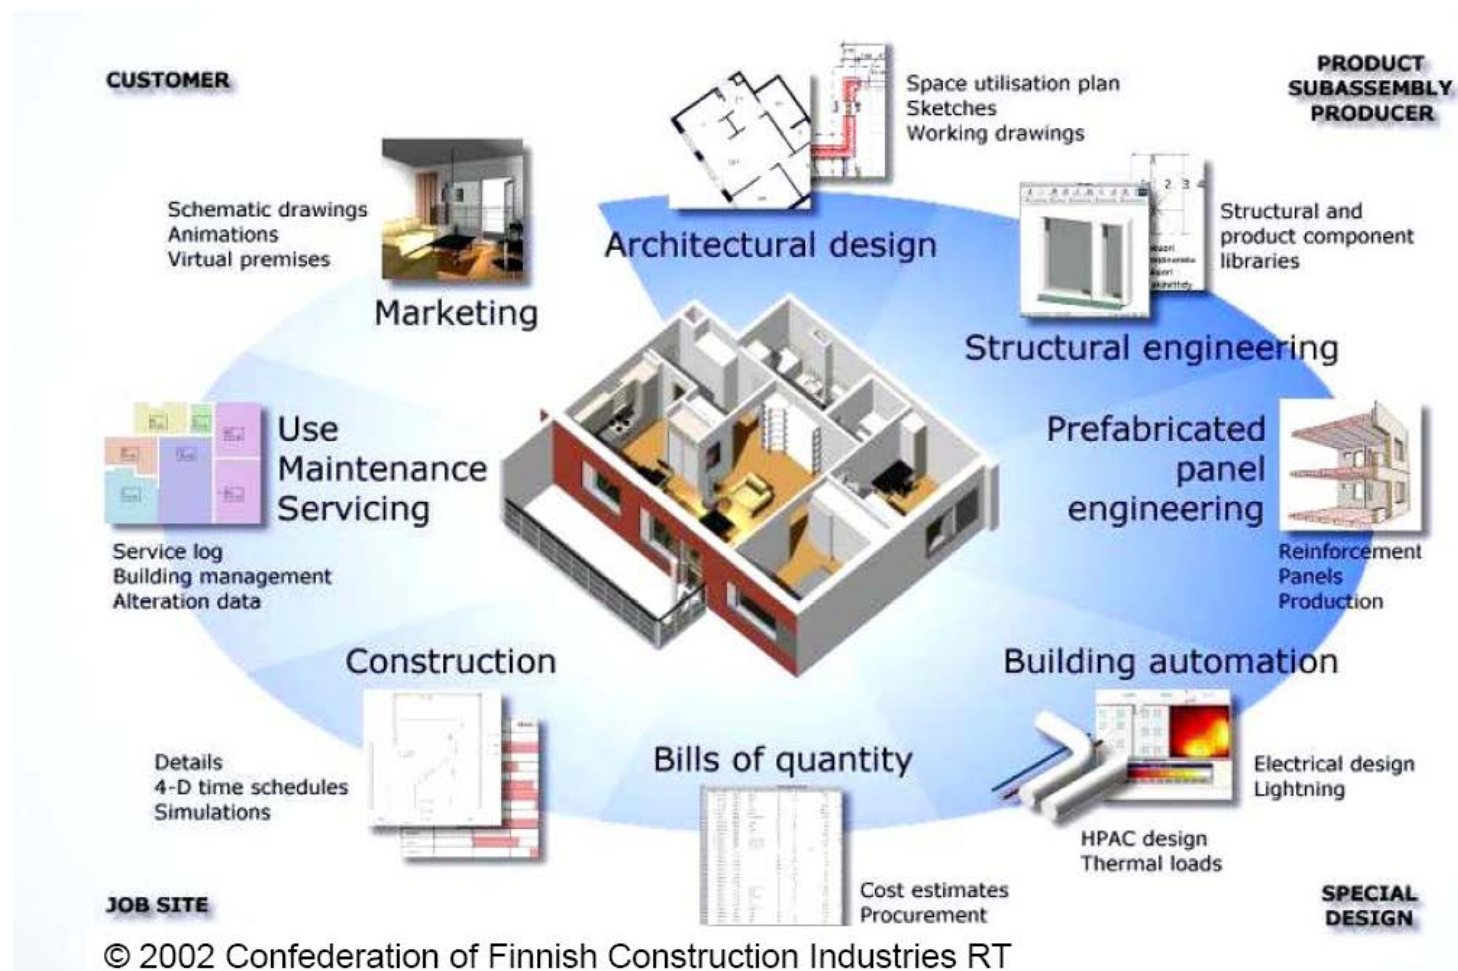 CUSTOMER
PRODUCT
SUBASSEMBLY
PRODUCER
Space utilisation plan
Sketches
Working drawings
Architectural design
Schematic drawings
Animations
Virtual premises
Marketing
2 3 4
Structural and
product component
libraries
Structural engineering
Use
Maintenance
Servicing
Service log
Building management
Alteration data
Prefabricated
panel
engineering
Reinforcement
Panels
Production
Construction
Details
4-D time schedules
Simulations
Building automation
Electrical design
Lightning
HPAC design
Thermal loads
Bills of quantity
Cost estimates
Procurement
JOB SITE
SPECIAL
DESIGN
© 2002 Confederation of Finnish Construction Industries RT